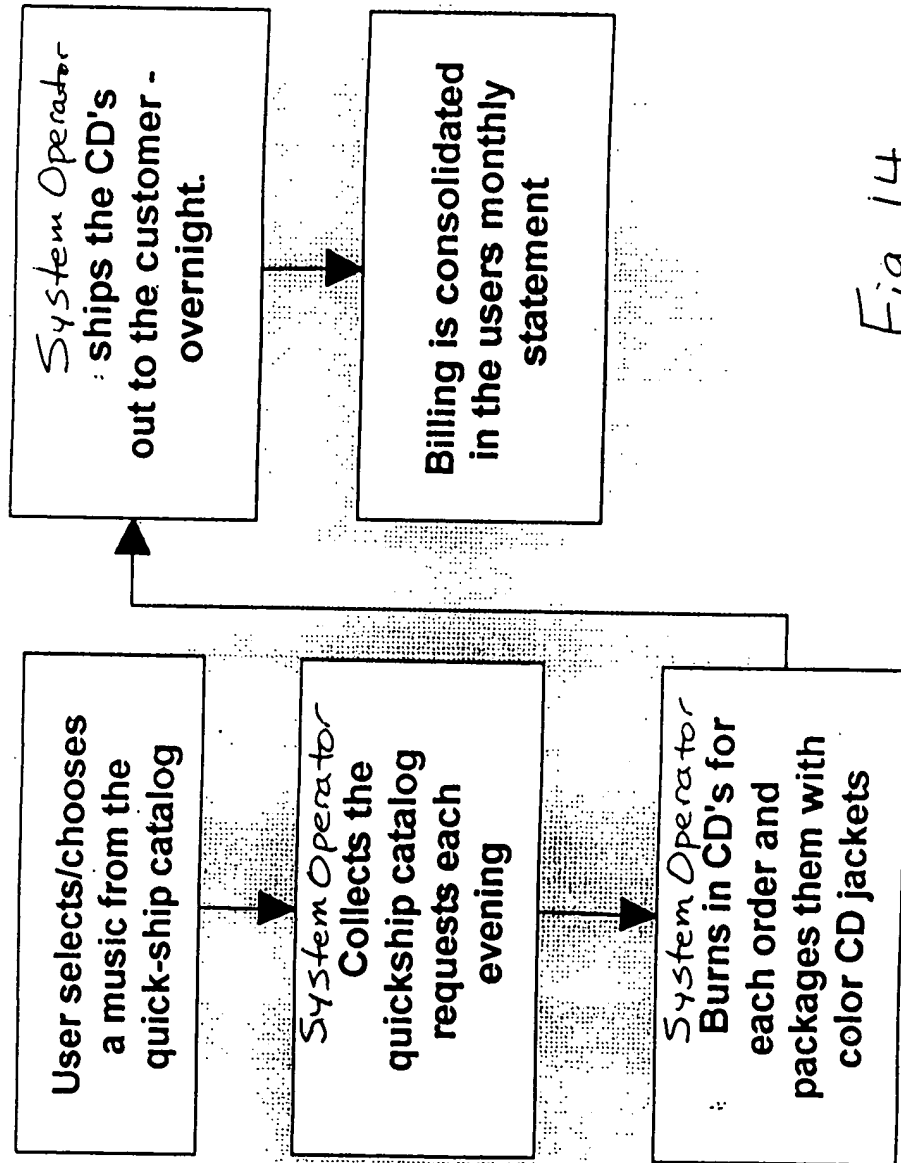 User selects/chooses
a music from the
quick-ship catalog
System Operator
Collects the
quickship catalog
requests each
evening
System Operator
Burns in CD's for
each order and
packages them with
color CD jackets
System Operator
ships the CD's
out to the customer -
overnight.
Billing is consolidated
in the users monthly
statement
Fig 14